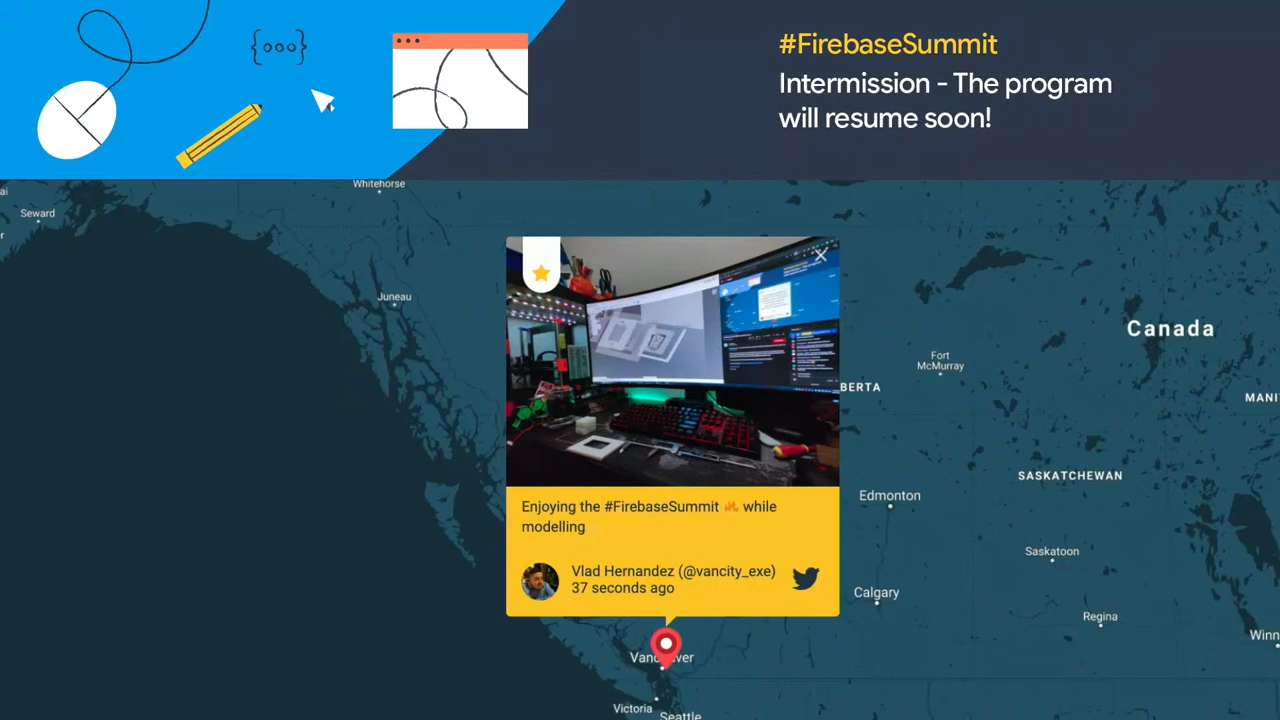 #FirebaseSummit
Intermission - The program
will resume soon!
Whitehorse
Seward
Juneau
Canada
Fort
McMurray
BERTA
MANI
Enjoying the #FirebaseSummit 🔥 while
modelling
SASKATCHEWAN
Edmonton
Saskatoon
Vlad Hernandez (@vancity_exe)
37 seconds ago
Calgary
Regina
Winn
Vancouver
Victoria
Seattle